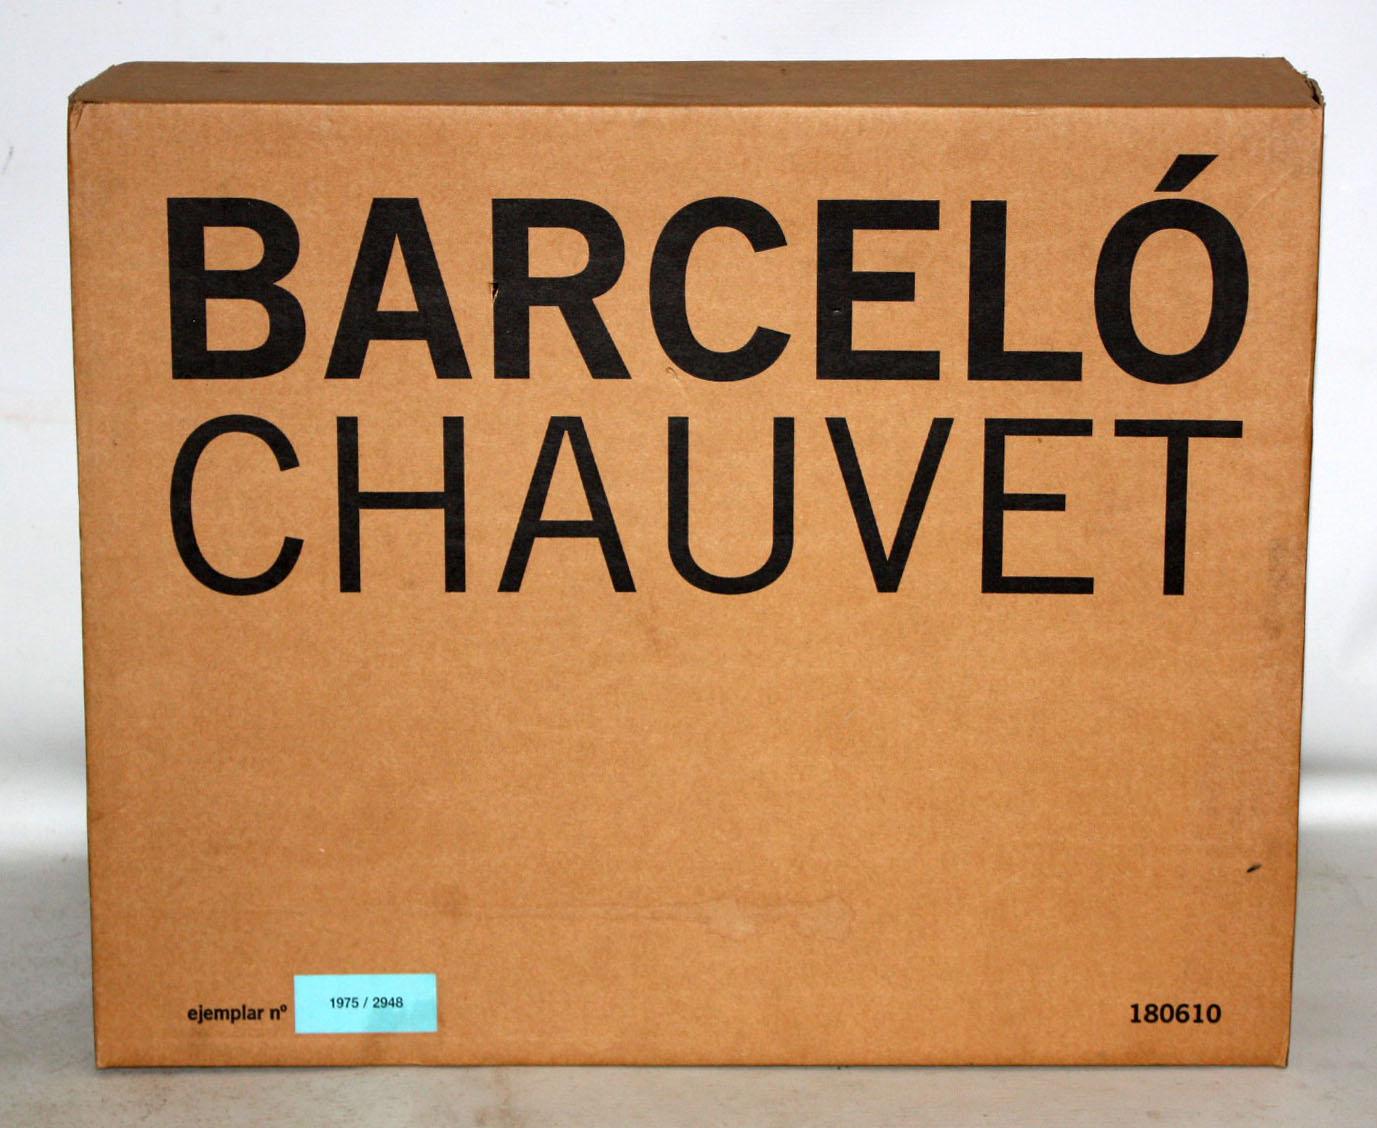 BARCELÓ
CHAUVET
ejemplar nº 1975 / 2948
180610